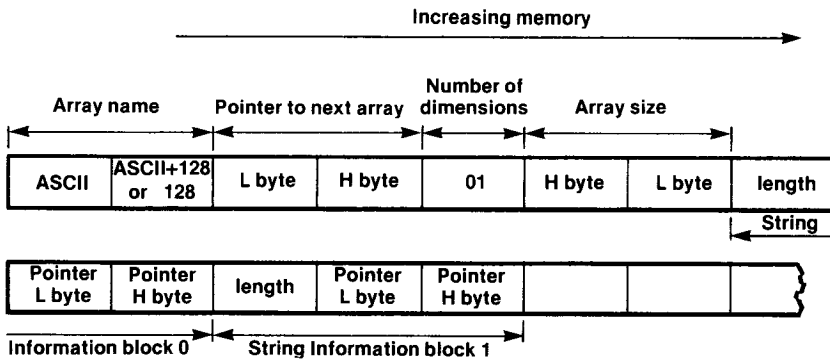 Increasing memory
Array name
Pointer to next array
Number of
dimensions
Array size
ASCII
ASCII+128
or 128
L byte
H byte
01
H byte
L byte
length
String
Pointer
L byte
Pointer
H byte
length
Pointer
L byte
Pointer
H byte
Information block 0
String Information block 1